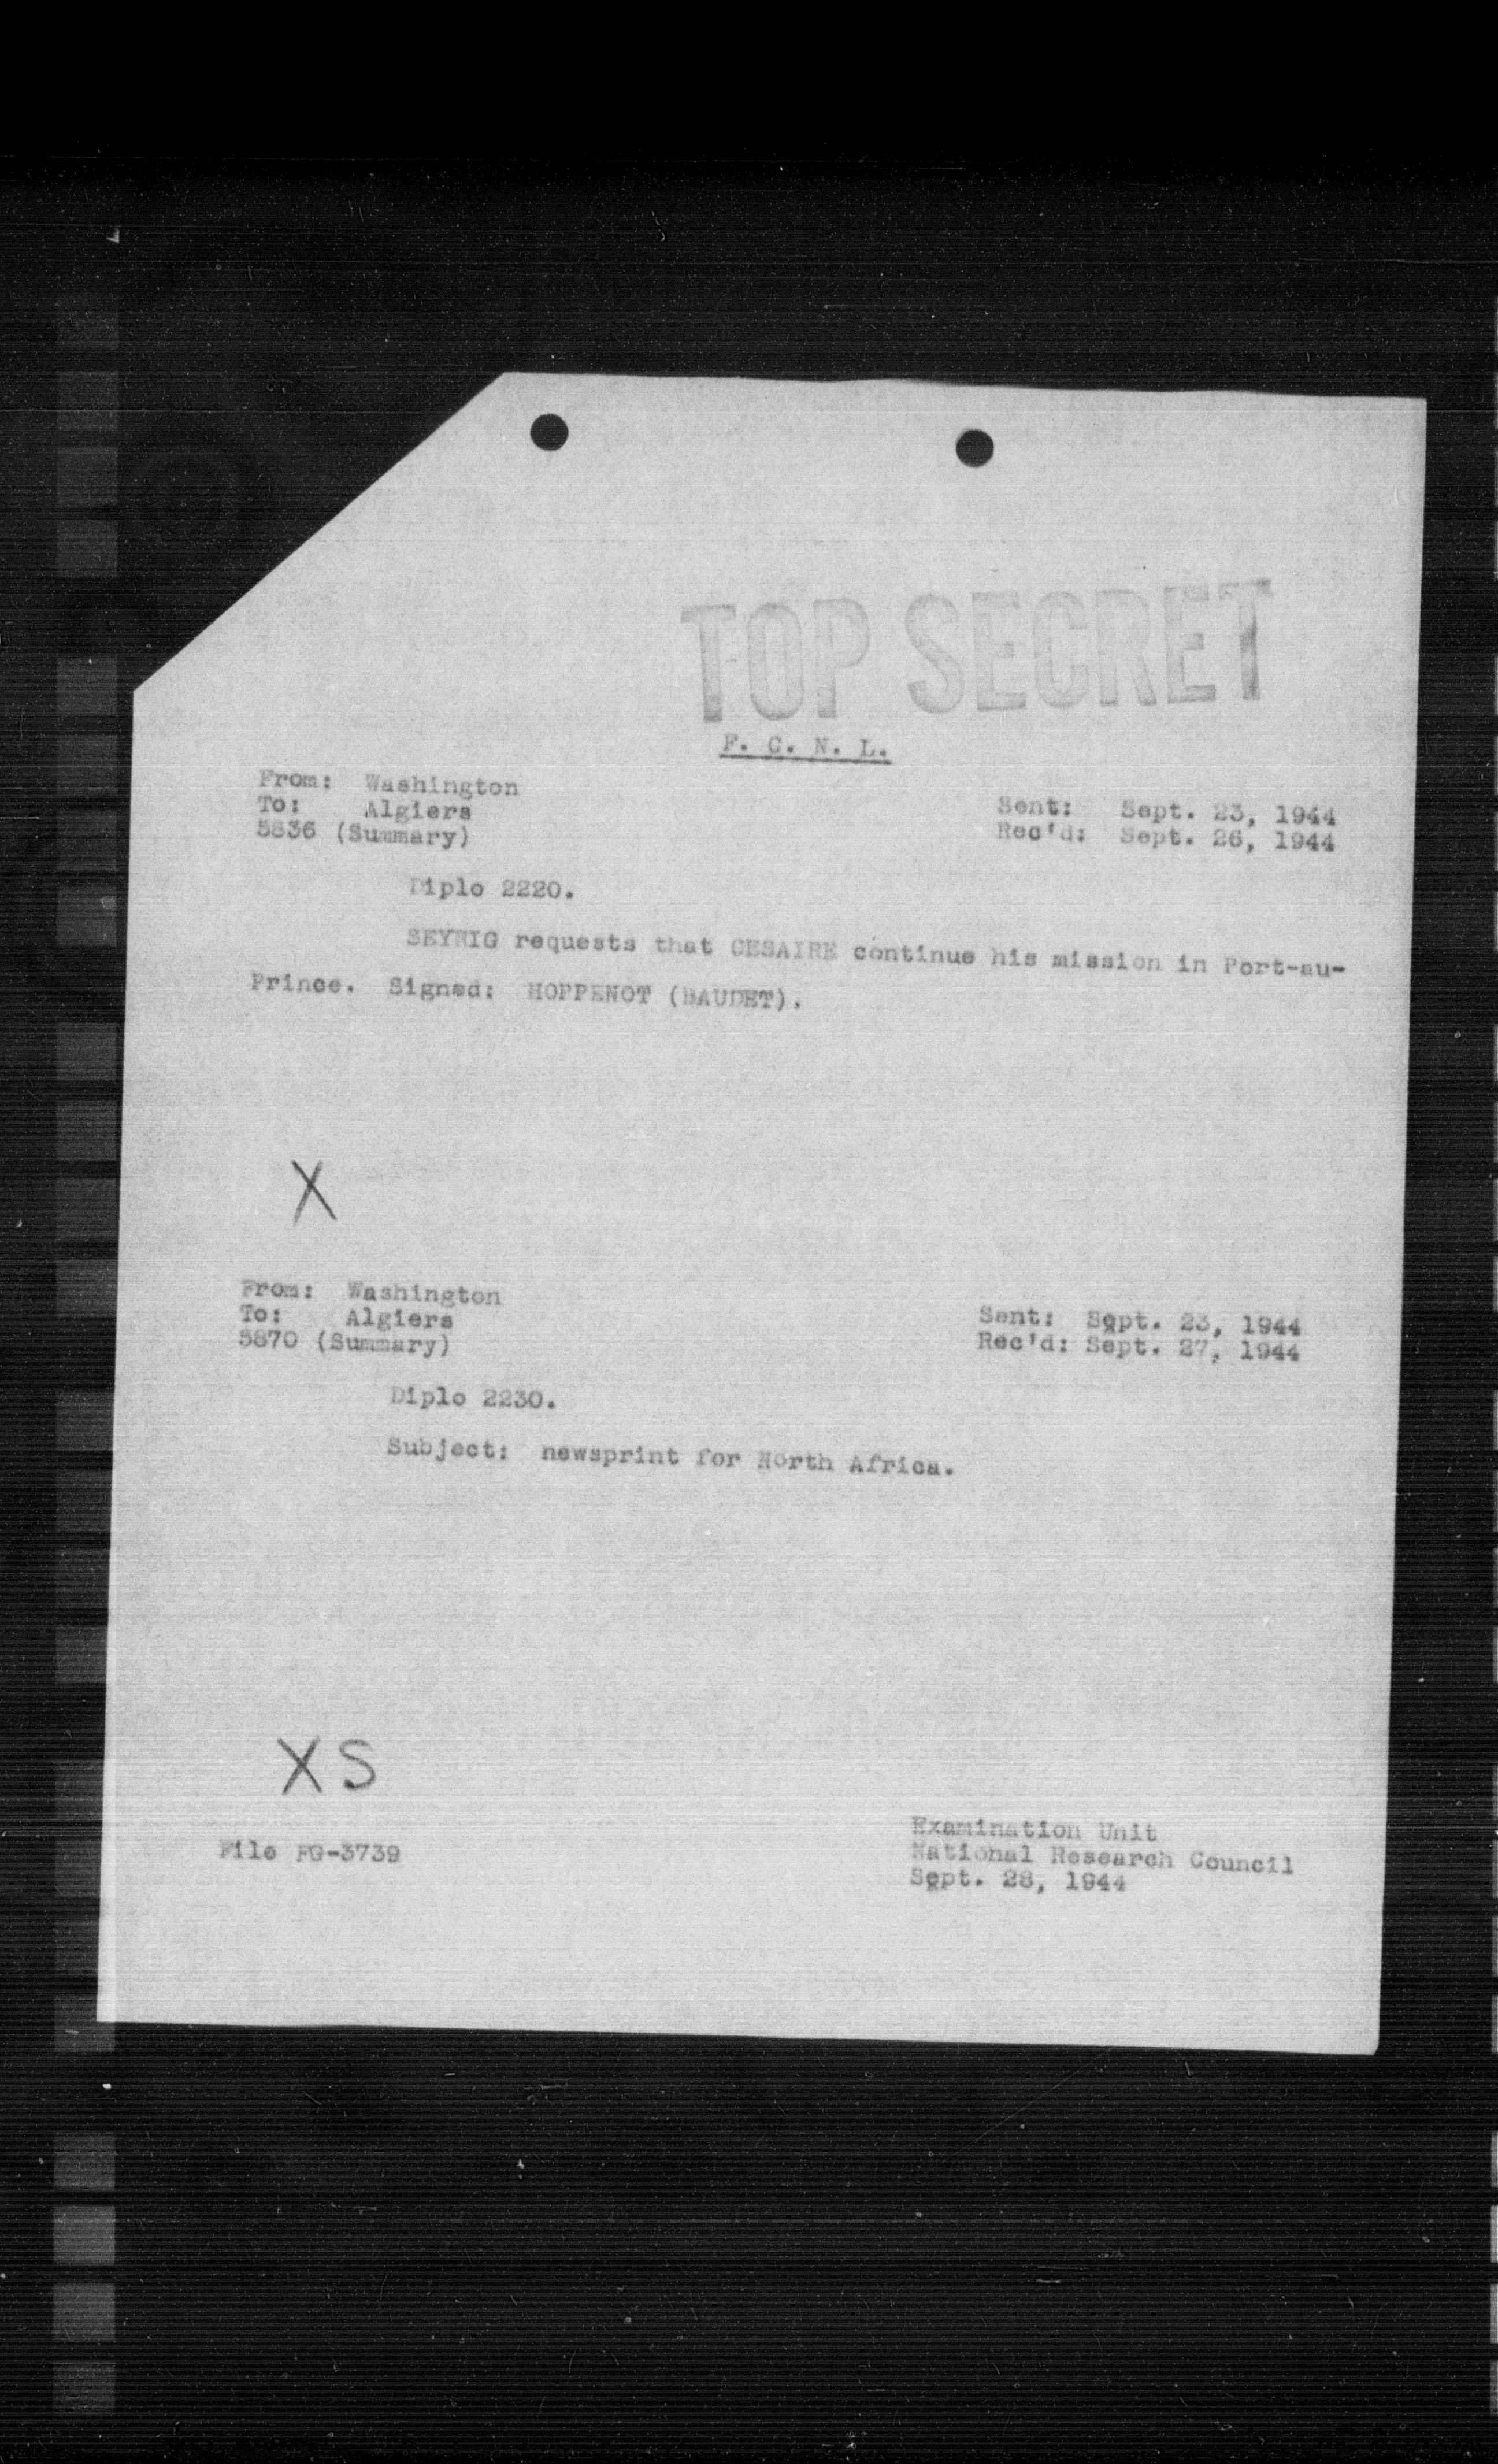 TOP SECRET
F. C. N. L.
From: Washington
To: Algiers
5836 (Summary)
Sent: Sept. 23, 1944
Rec'd: Sept. 26, 1944
Diplo 2220.
SEYRIG requests that CESAIRE continue his mission in Port-au-
Prince. Signed: HOPPENOT (BAUDET).
X
From: Washington
To: Algiers
5870 (Summary)
Sent: Sept. 23, 1944
Rec'd: Sept. 27, 1944
Diplo 2230.
Subject: newsprint for North Africa.
XS
File FG-3739
Examination Unit
National Research Council
Sept. 28, 1944